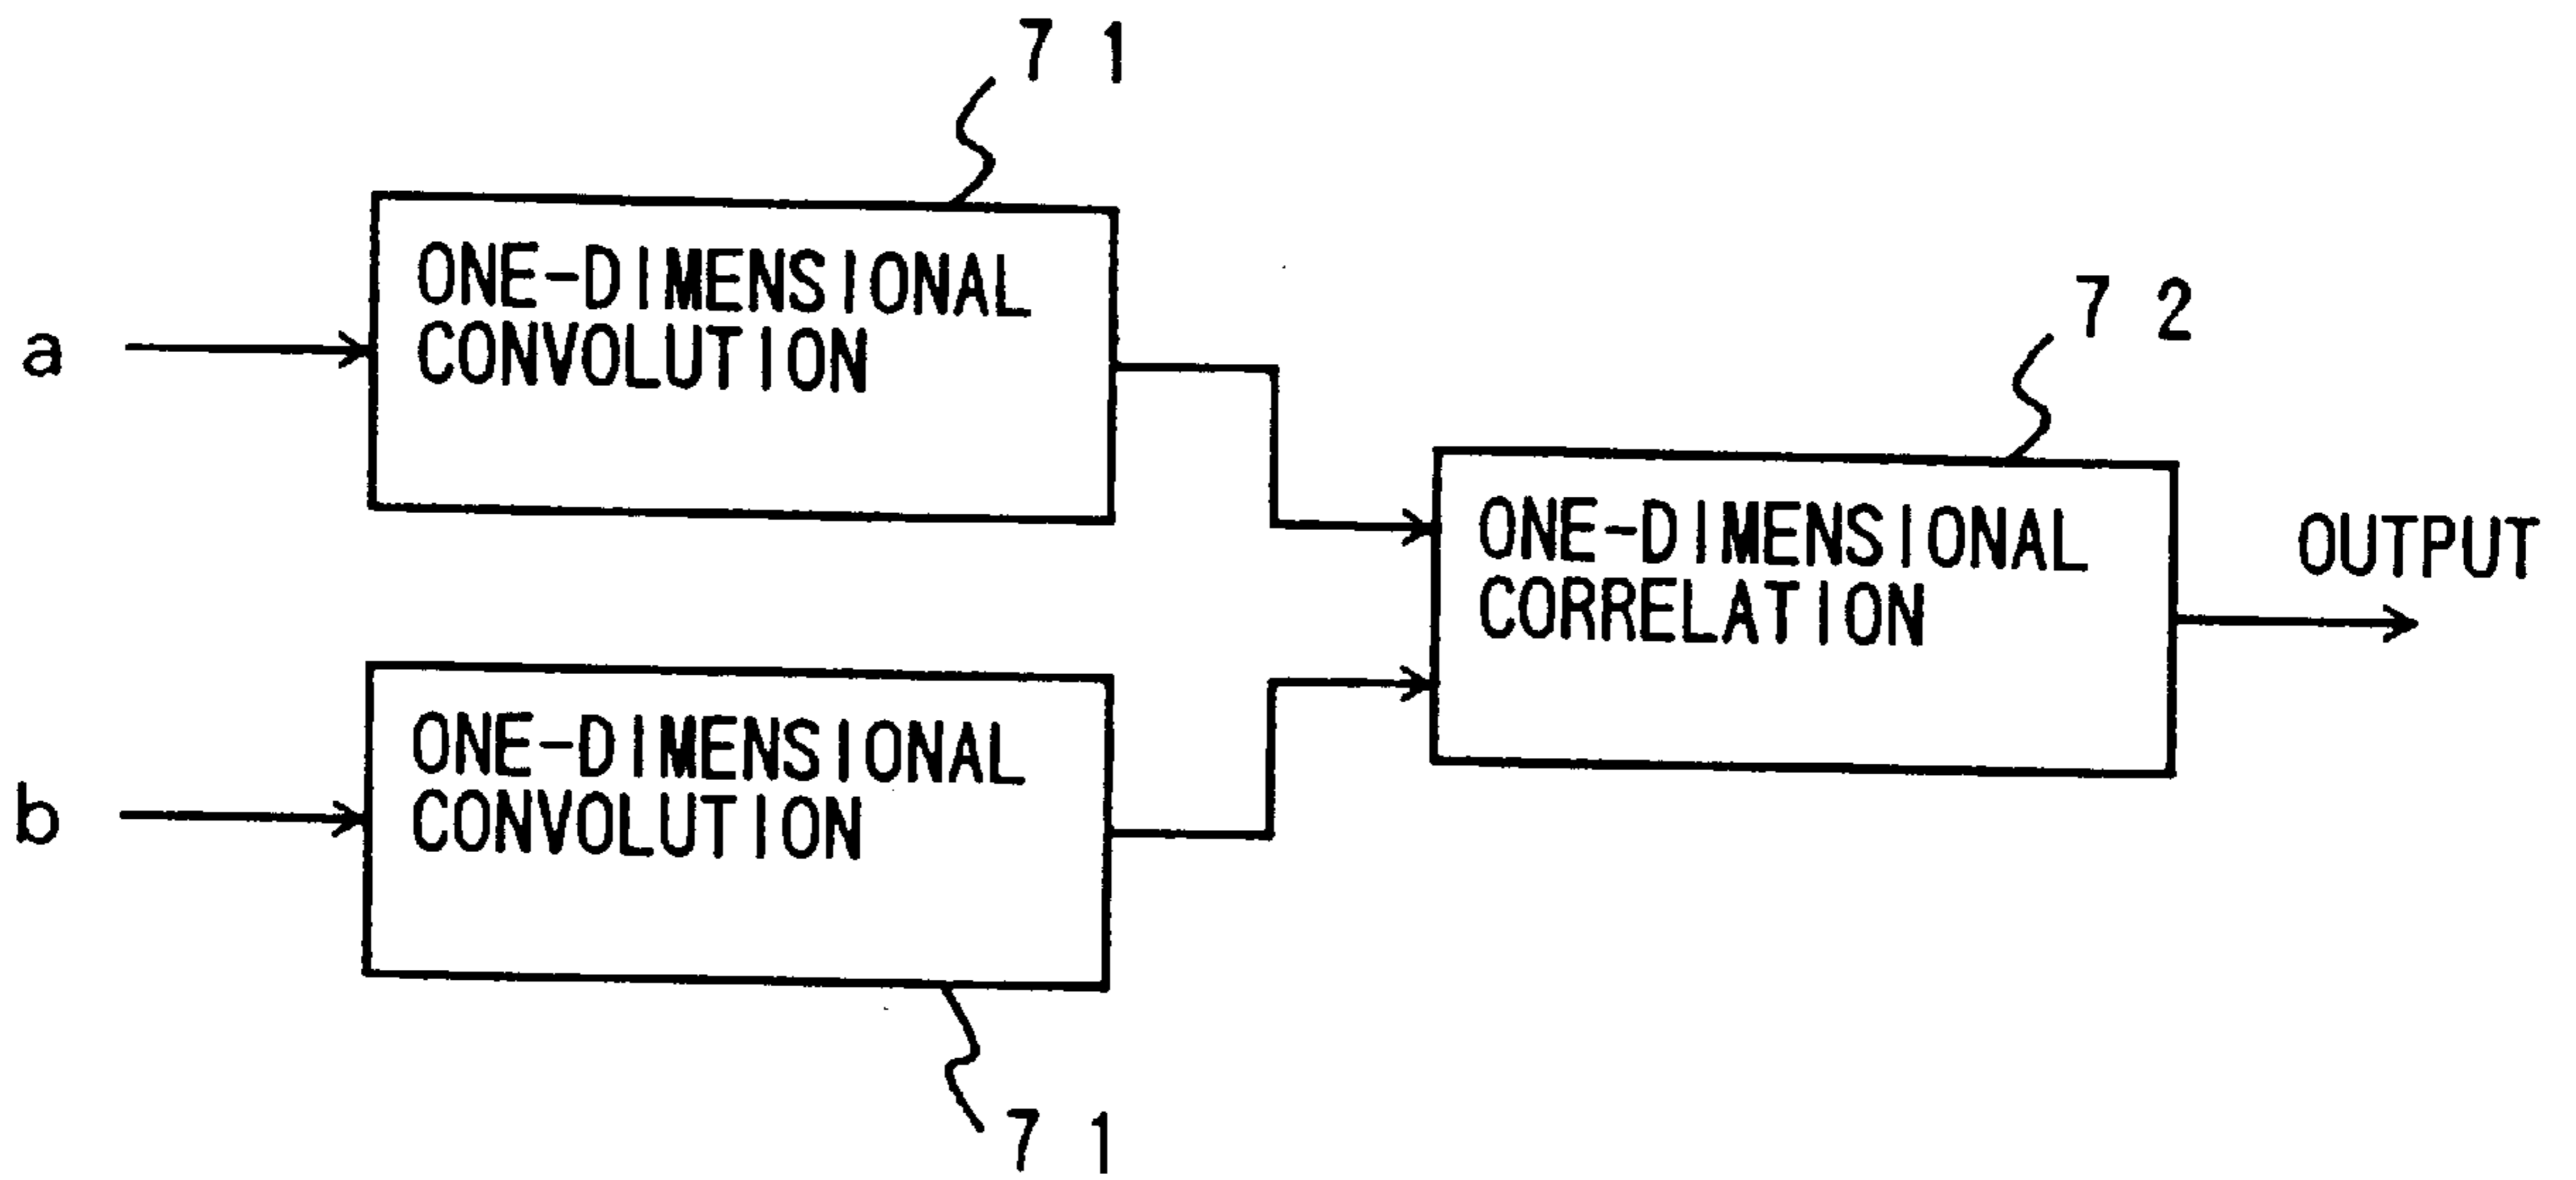 7 1
ONE-DIMENSIONAL
CONVOLUTION
a
7 2
ONE-DIMENSIONAL
CORRELATION
OUTPUT
ONE-DIMENSIONAL
CONVOLUTION
b
7 1